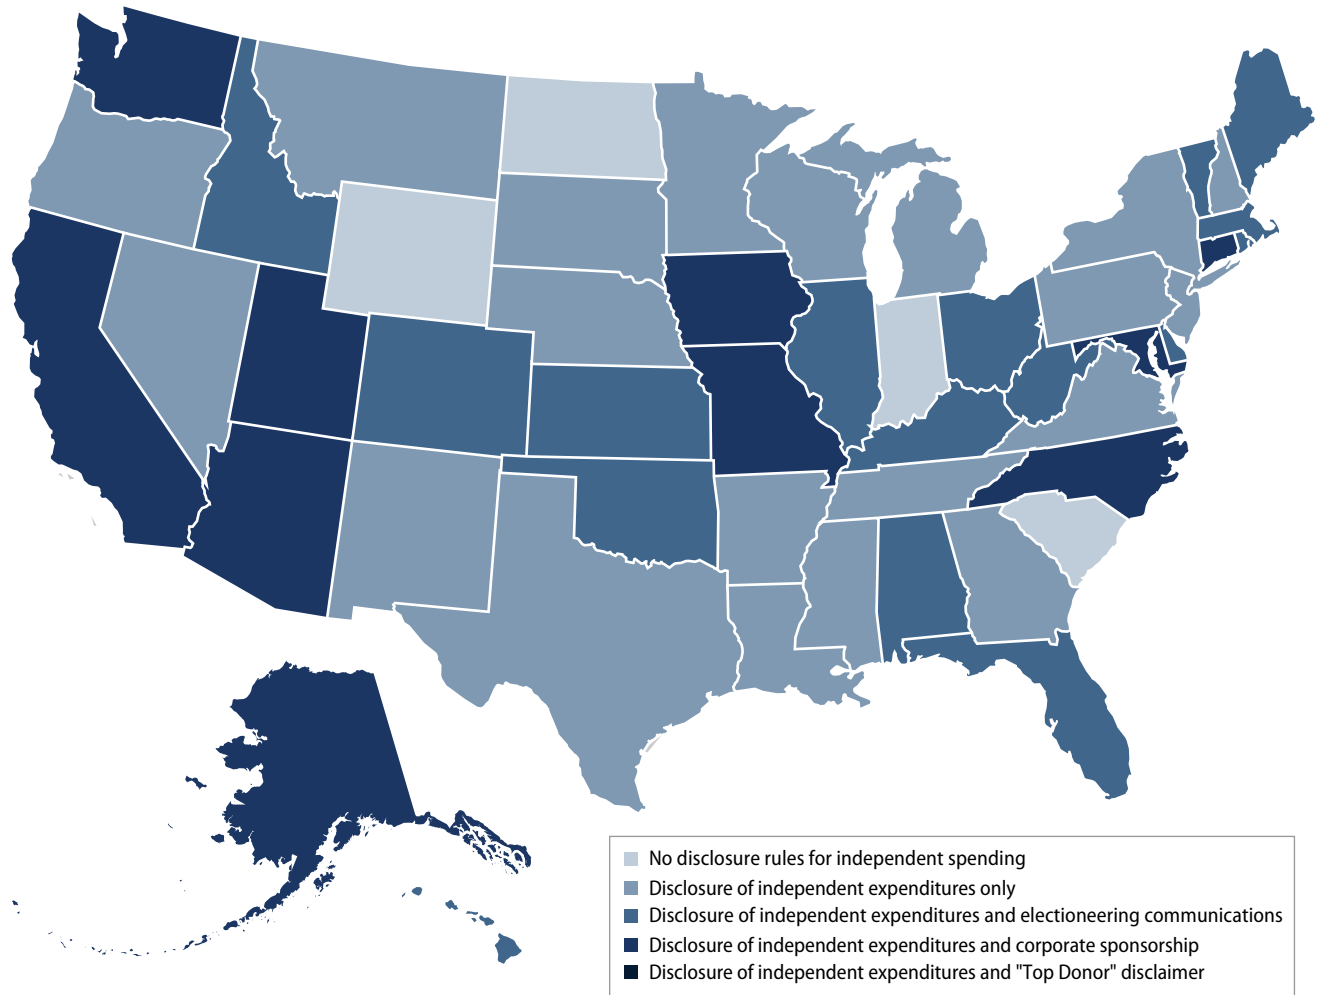 No disclosure rules for independent spending
Disclosure of independent expenditures only
Disclosure of independent expenditures and electioneering communications
Disclosure of independent expenditures and corporate sponsorship
Disclosure of independent expenditures and "Top Donor" disclaimer